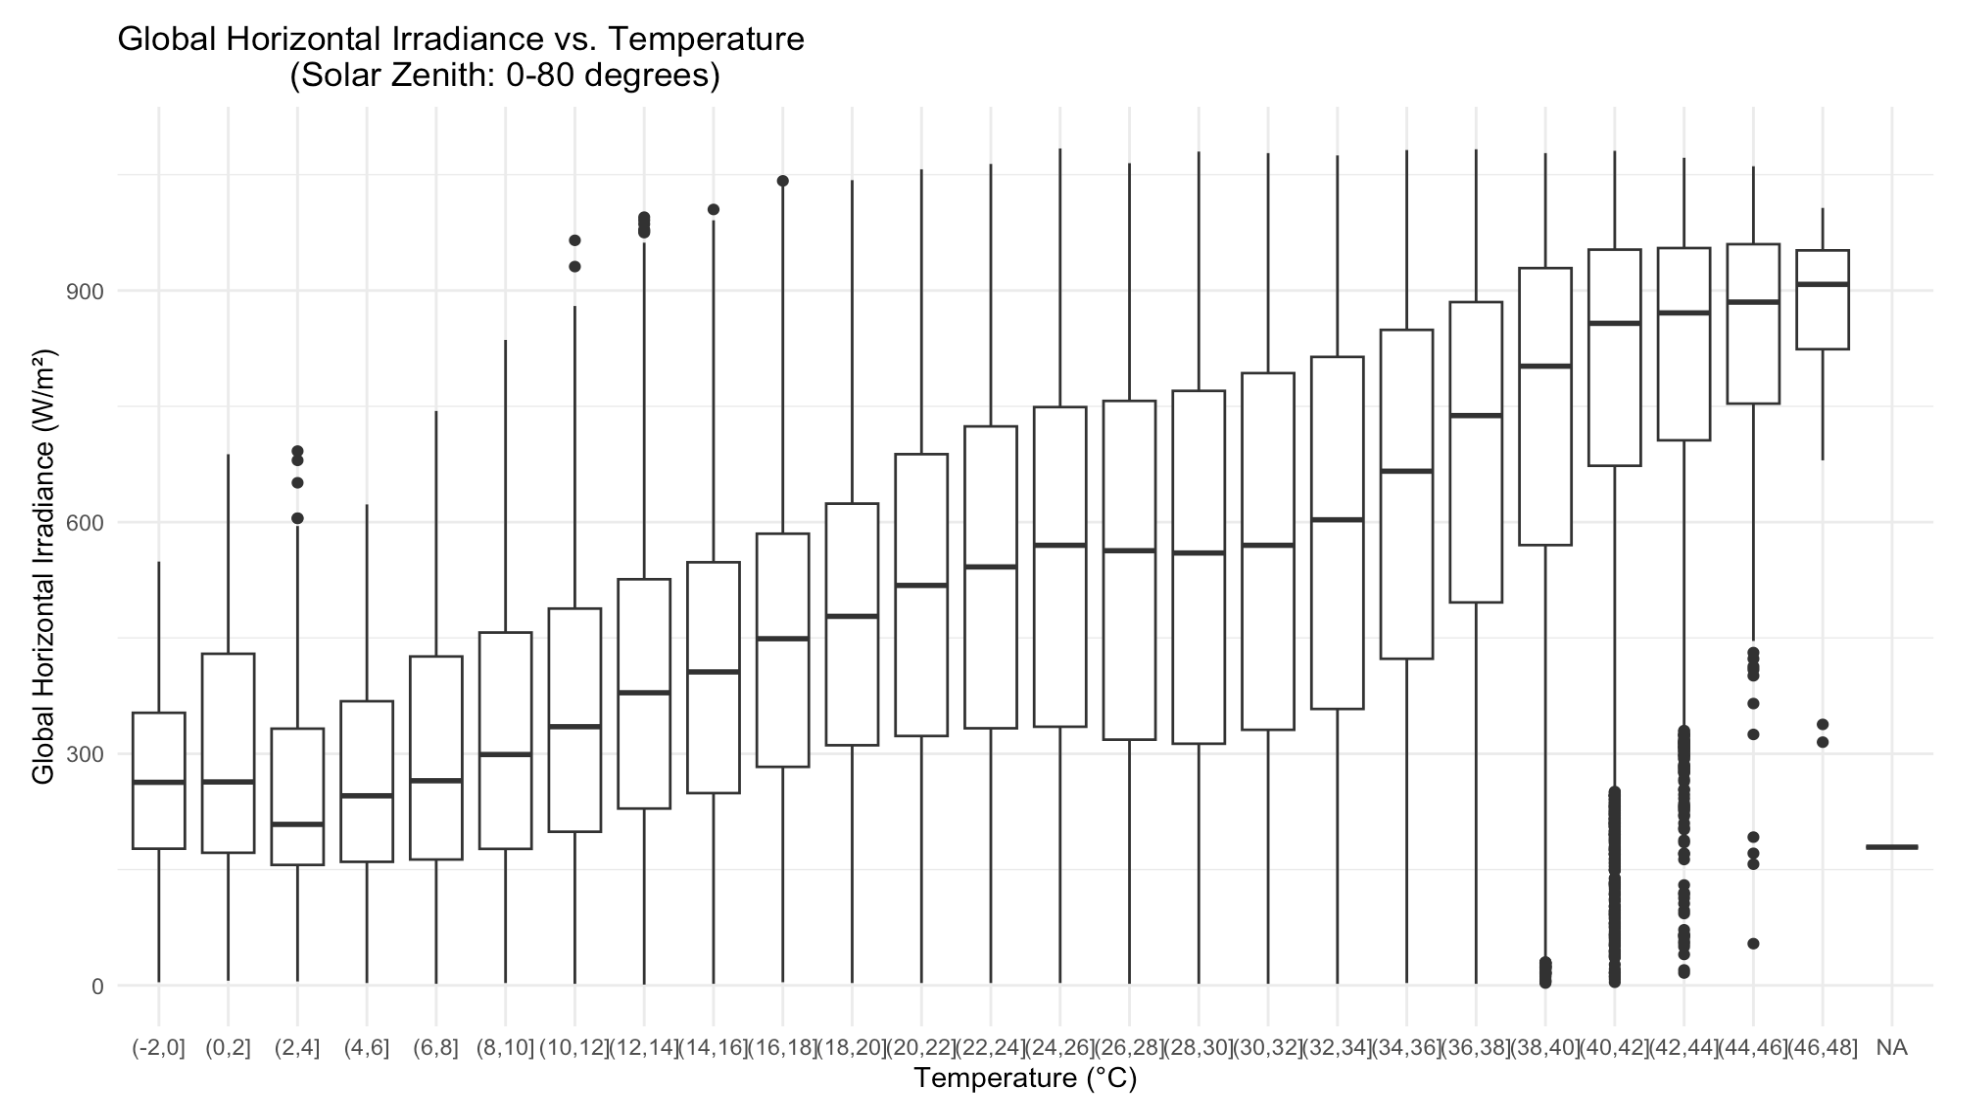 Global Horizontal Irradiance vs. Temperature
(Solar Zenith: 0-80 degrees)
Global Horizontal Irradiance (W/m²)
900
600
300
0
(-2,0] (0,2] (2,4] (4,6] (6,8] (8,10] (10,12] (12,14] (14,16] (16,18] (18,20] (20,22] (22,24] (24,26] (26,28] (28,30] (30,32] (32,34] (34,36] (36,38] (38,40] (40,42] (42,44] (44,46] (46,48] NA
Temperature (°C)